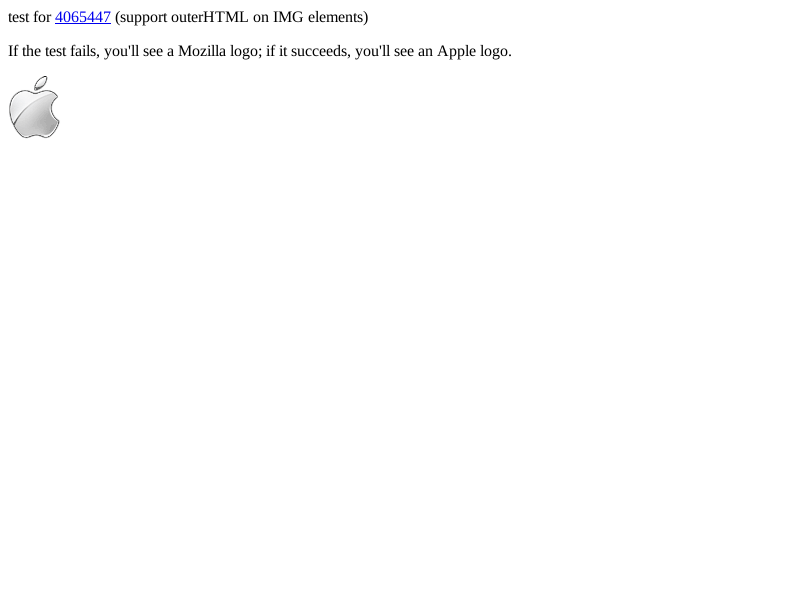 test for 4065447 (support outerHTML on IMG elements)
If the test fails, you'll see a Mozilla logo; if it succeeds, you'll see an Apple logo.